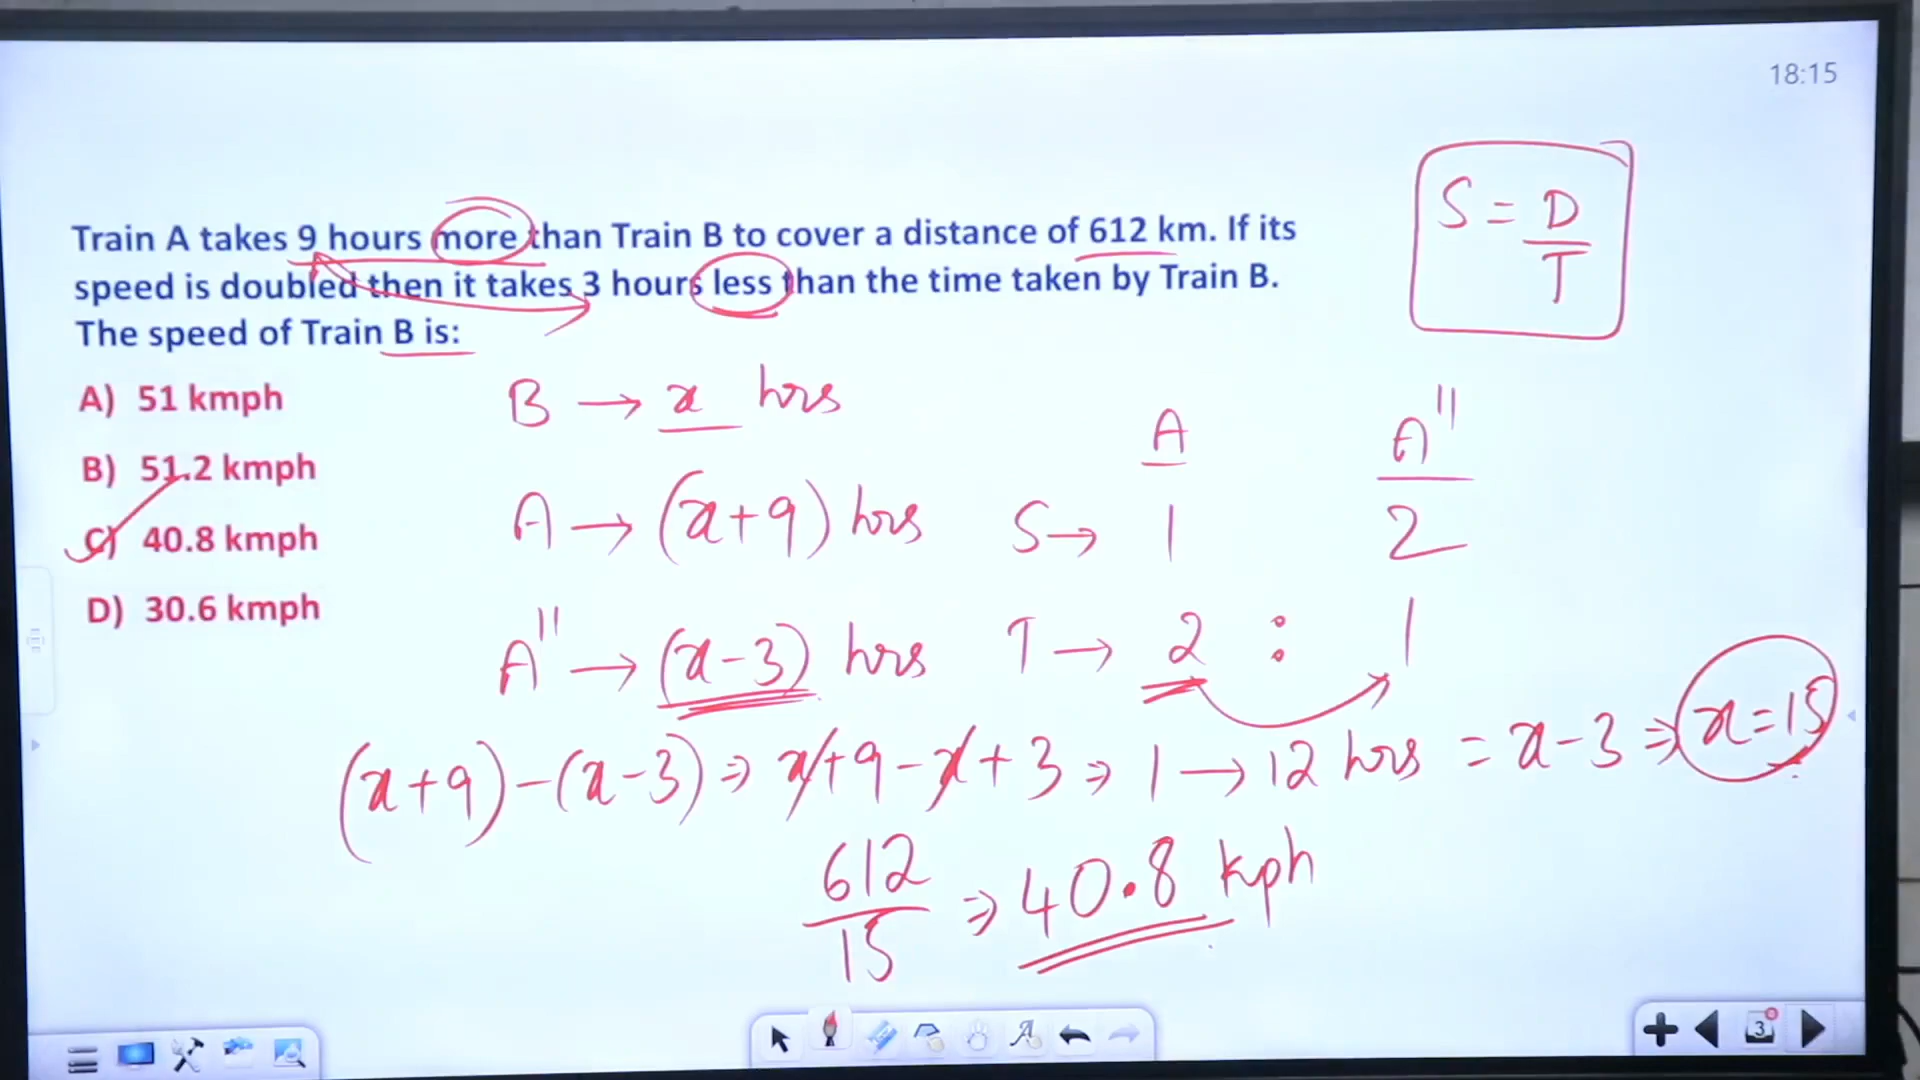 18:15
S = D/T
Train A takes 9 hours more than Train B to cover a distance of 612 km. If its
speed is doubled then it takes 3 hours less than the time taken by Train B.
The speed of Train B is:
A) 51 kmph
B) 51.2 kmph
C) 40.8 kmph
D) 30.6 kmph
B → x hrs
A → (x+9) hrs
A'' → (x-3) hrs
A A''
S → 1 2
T → 2 : 1
(x+9)-(x-3) ⇒ x+9-x+3 ⇒ 1 → 12 hrs = x-3 ⇒ x=15
612/15 ⇒ 40.8 kph
3